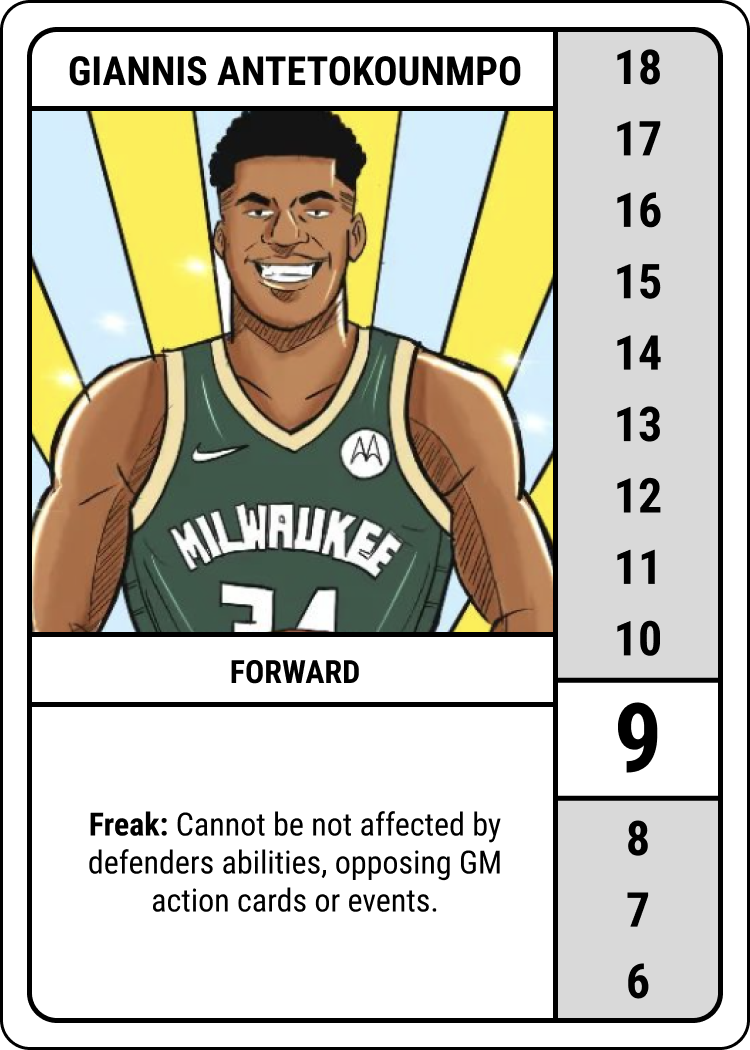 GIANNIS ANTETOKOUNMPO
18
17
16
15
14
13
12
11
10
9
8
7
6
MILWAUKEE
34
FORWARD
Freak: Cannot be not affected by
defenders abilities, opposing GM
action cards or events.